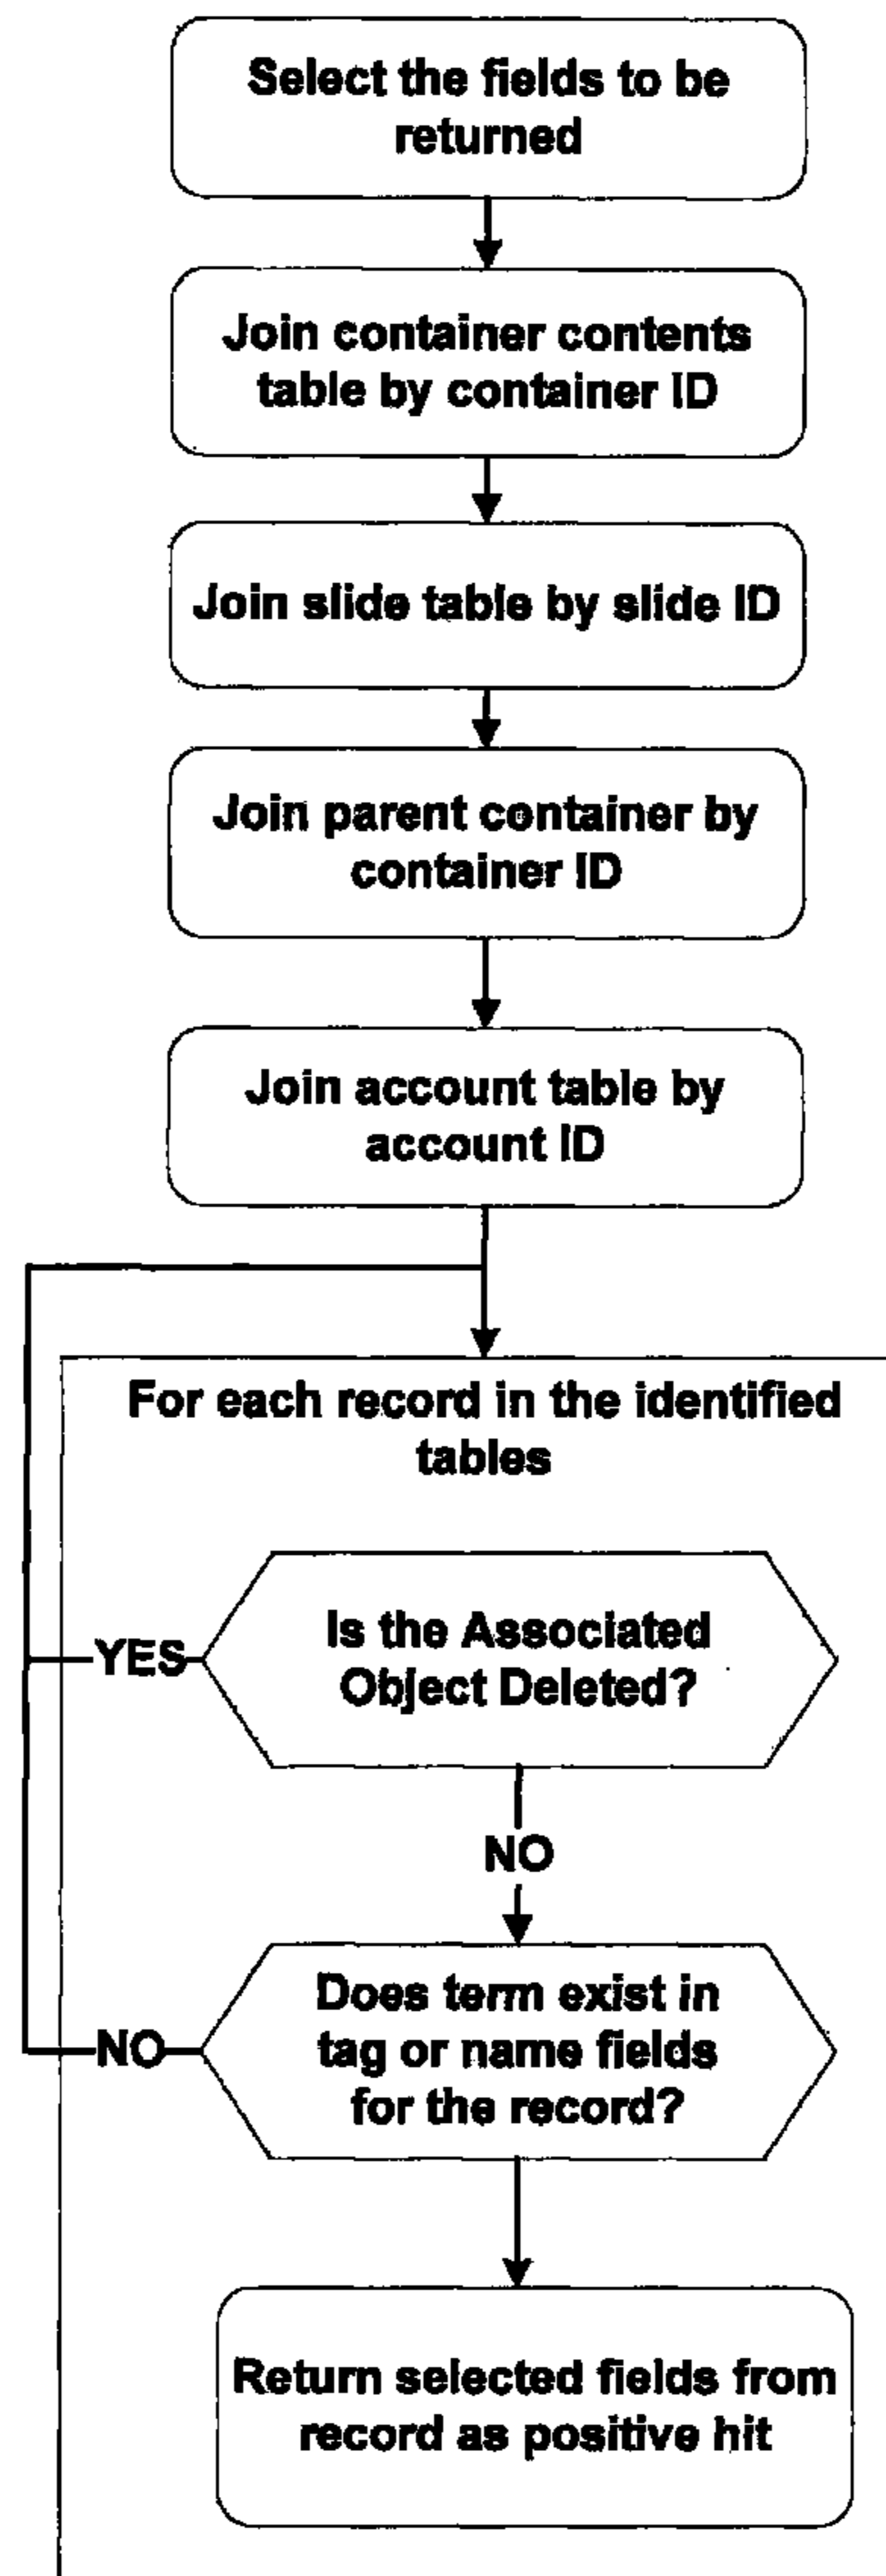 Select the fields to be
returned
Join container contents
table by container ID
Join slide table by slide ID
Join parent container by
container ID
Join account table by
account ID
For each record in the identified
tables
Is the Associated
Object Deleted?
YES
NO
Does term exist in
tag or name fields
for the record?
NO
Return selected fields from
record as positive hit